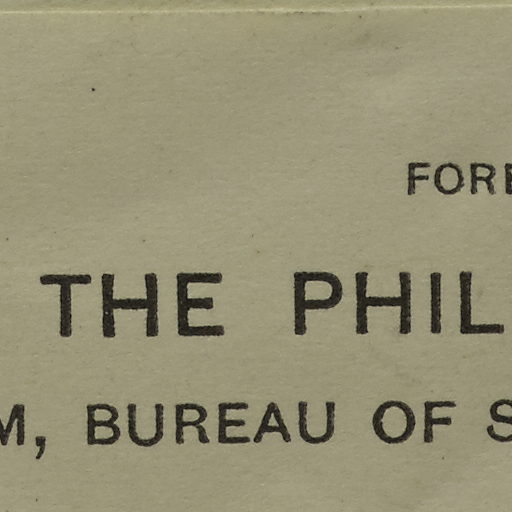 FORE
THE PHIL
M, BUREAU OF S